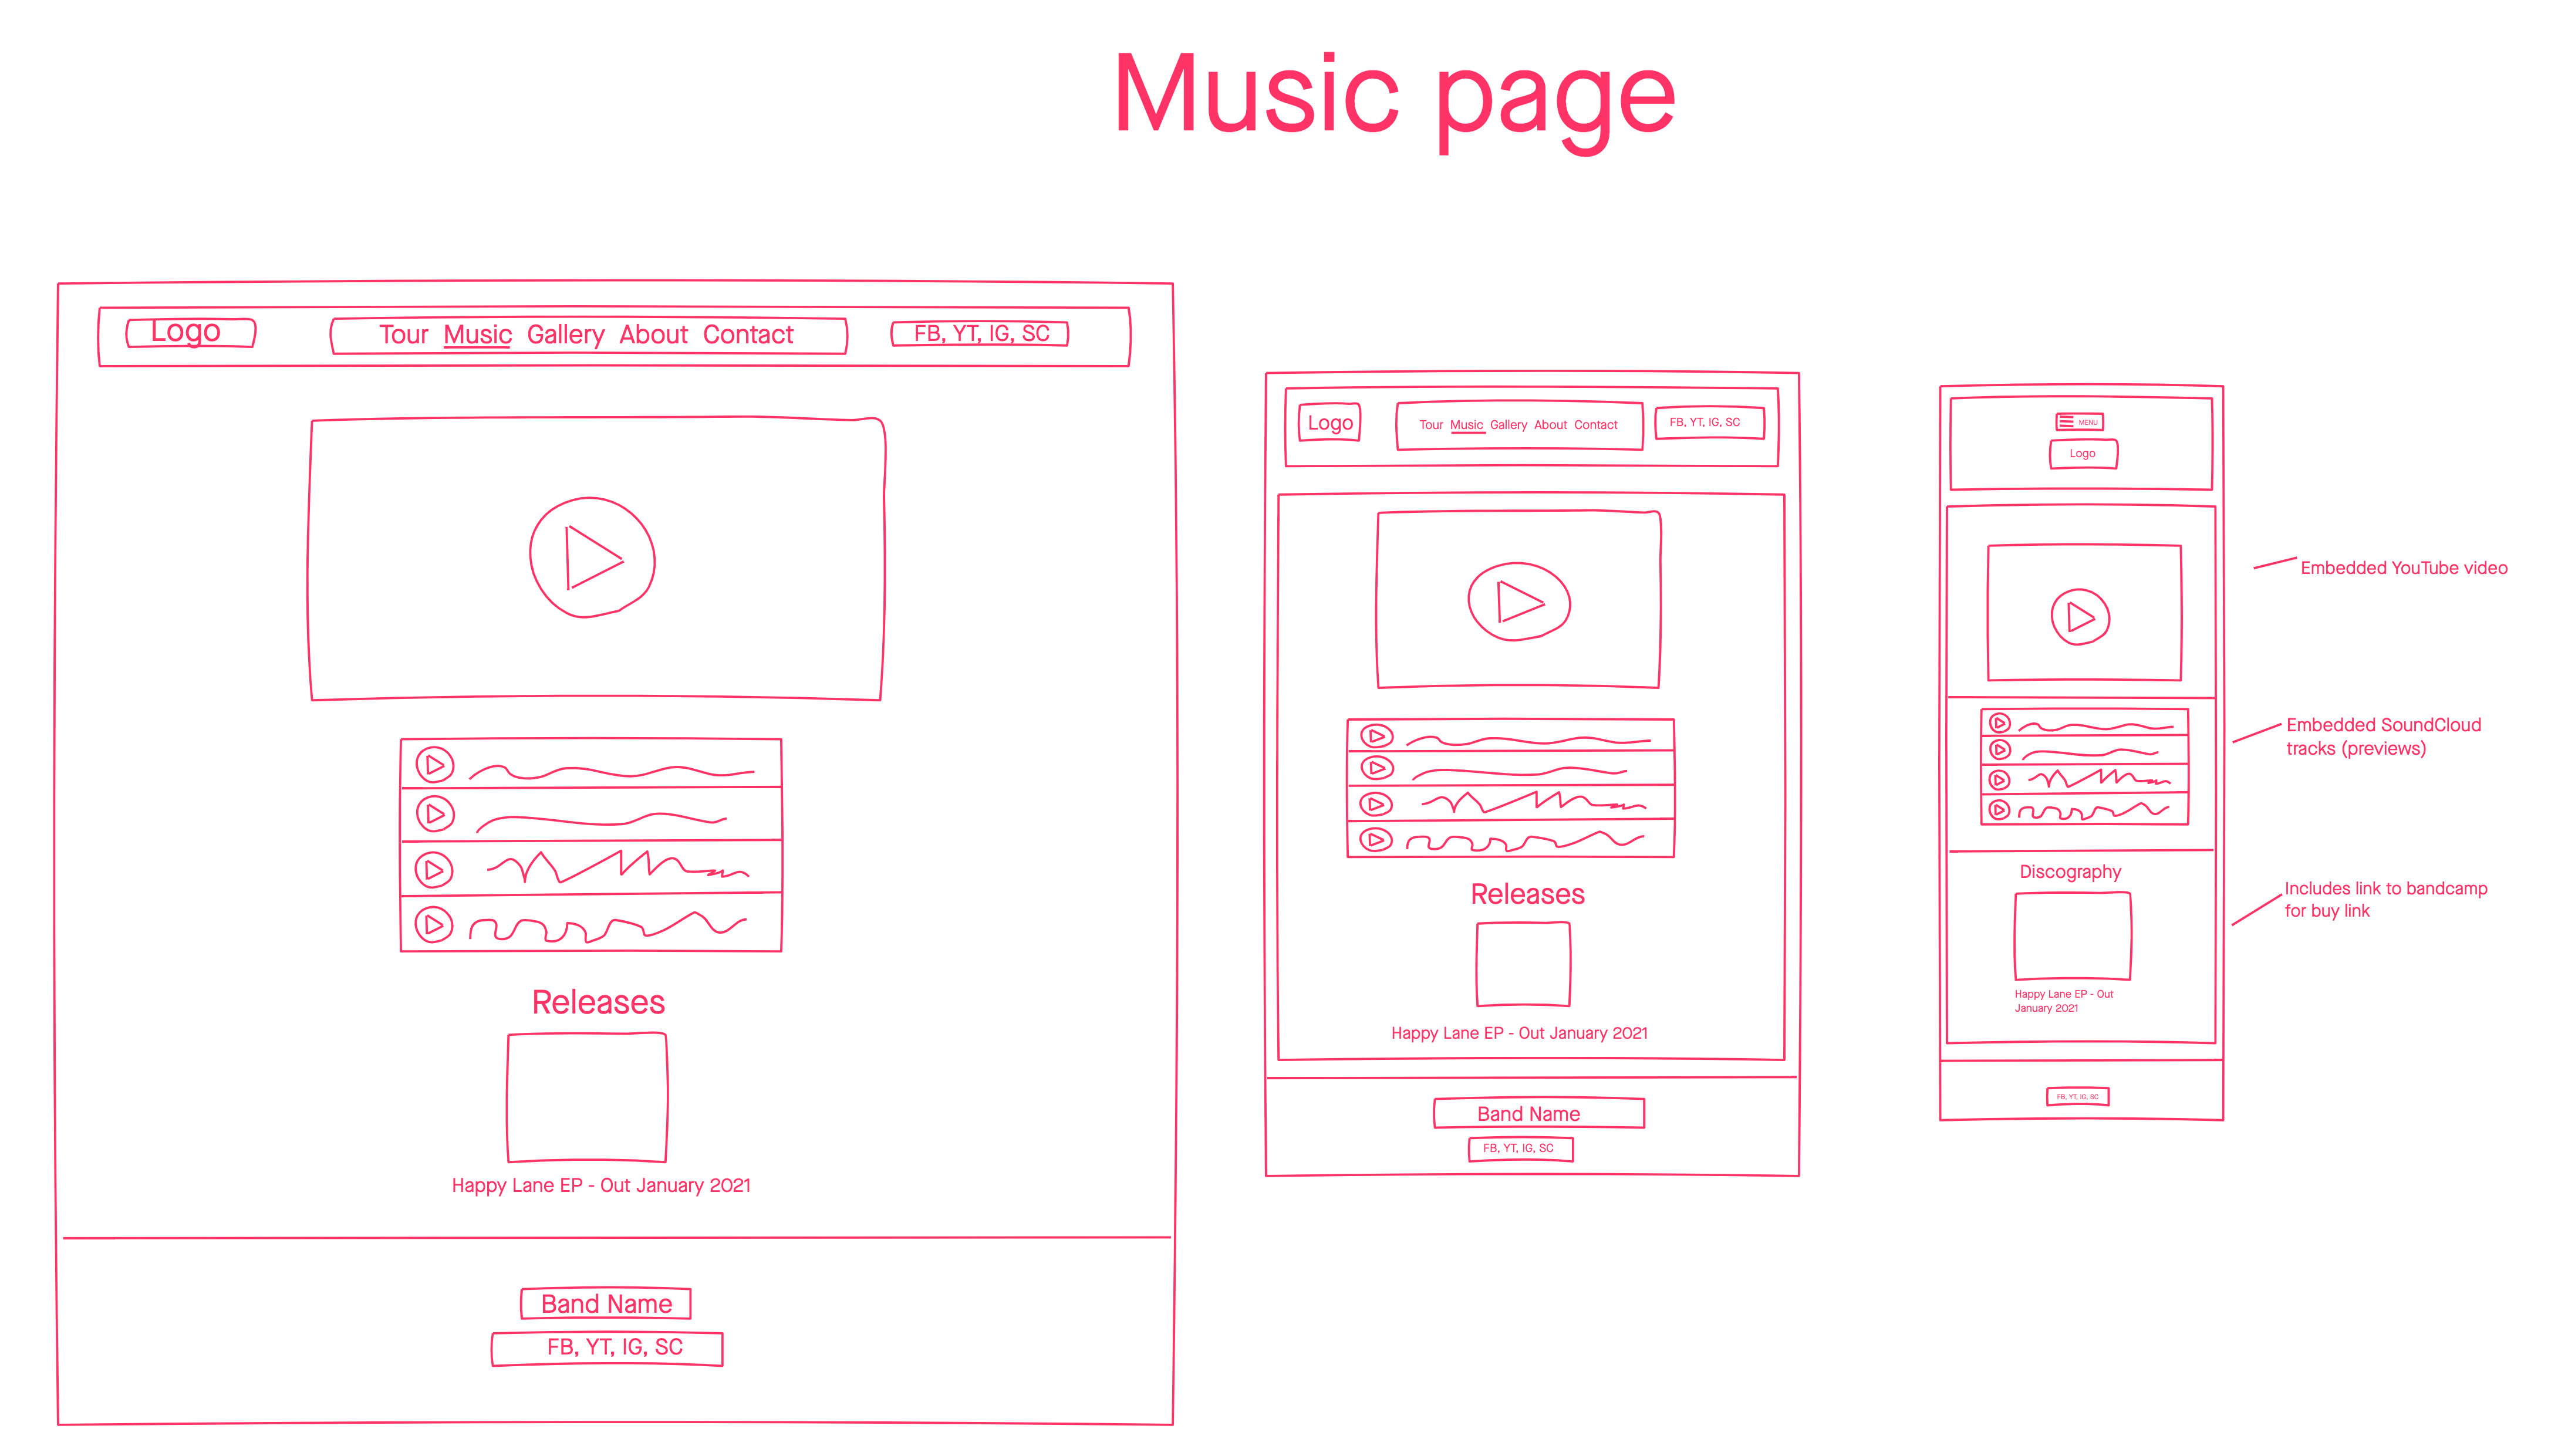 Music page
Logo
Tour Music Gallery About Contact
FB, YT, IG, SC
Releases
Happy Lane EP - Out January 2021
Band Name
FB, YT, IG, SC
Logo
Tour Music Gallery About Contact
FB, YT, IG, SC
Releases
Happy Lane EP - Out January 2021
Band Name
FB, YT, IG, SC
MENU
Logo
Discography
Happy Lane EP - Out
January 2021
FB, YT, IG, SC
Embedded YouTube video
Embedded SoundCloud
tracks (previews)
Includes link to bandcamp
for buy link